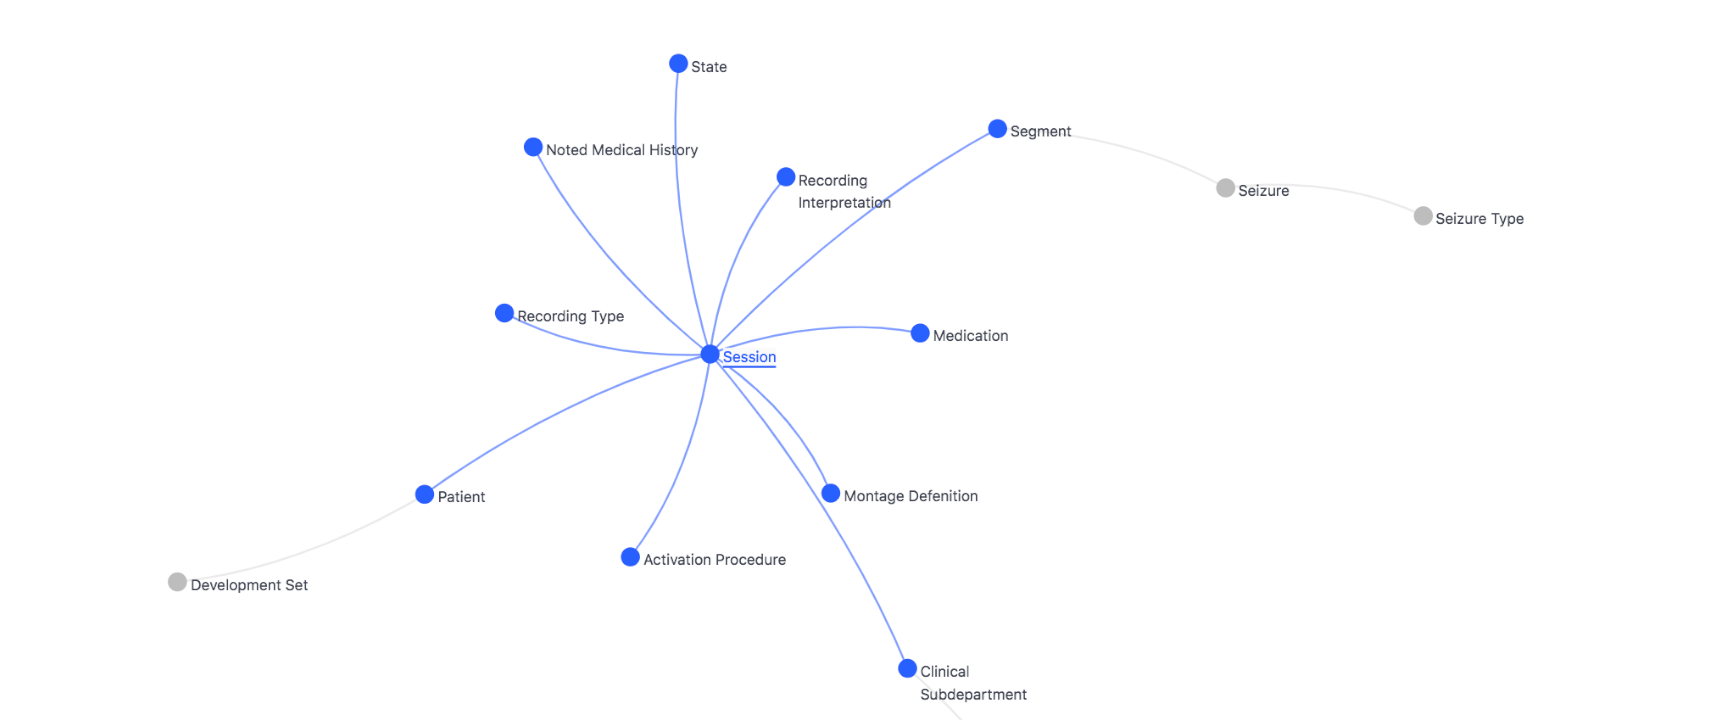 State
Segment
Noted Medical History
Recording
Interpretation
Seizure
Seizure Type
Recording Type
Medication
Session
Patient
Montage Defenition
Activation Procedure
Development Set
Clinical
Subdepartment